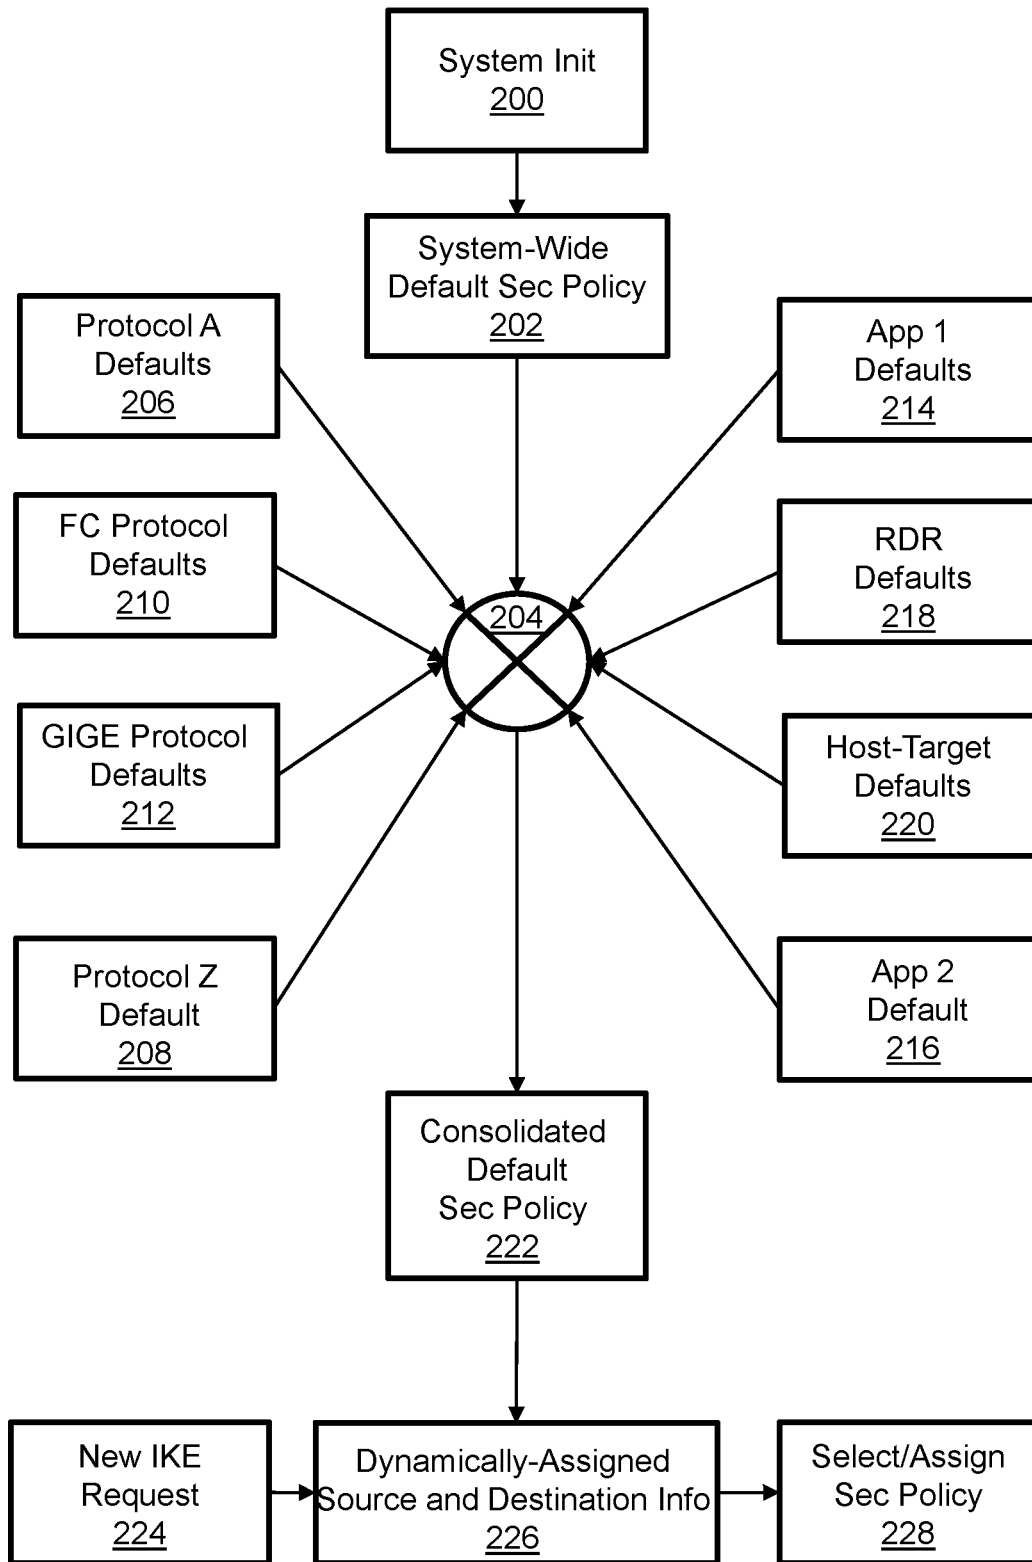 System Init
200
System-Wide
Default Sec Policy
202
Protocol A
Defaults
206
App 1
Defaults
214
FC Protocol
Defaults
210
RDR
Defaults
218
204
GIGE Protocol
Defaults
212
Host-Target
Defaults
220
Protocol Z
Default
208
App 2
Default
216
Consolidated
Default
Sec Policy
222
New IKE
Request
224
Dynamically-Assigned
Source and Destination Info
226
Select/Assign
Sec Policy
228